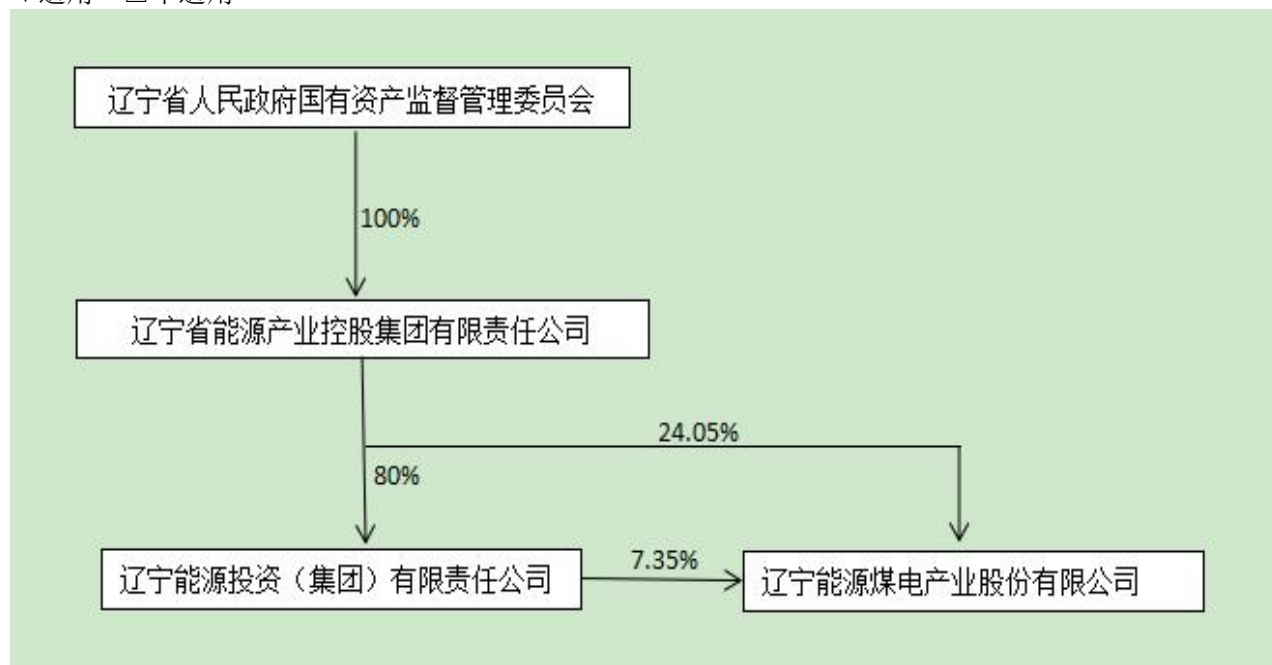 辽宁省人民政府国有资产监督管理委员会
100%
辽宁省能源产业控股集团有限责任公司
24.05%
80%
辽宁能源投资（集团）有限责任公司
7.35%
辽宁能源煤电产业股份有限公司